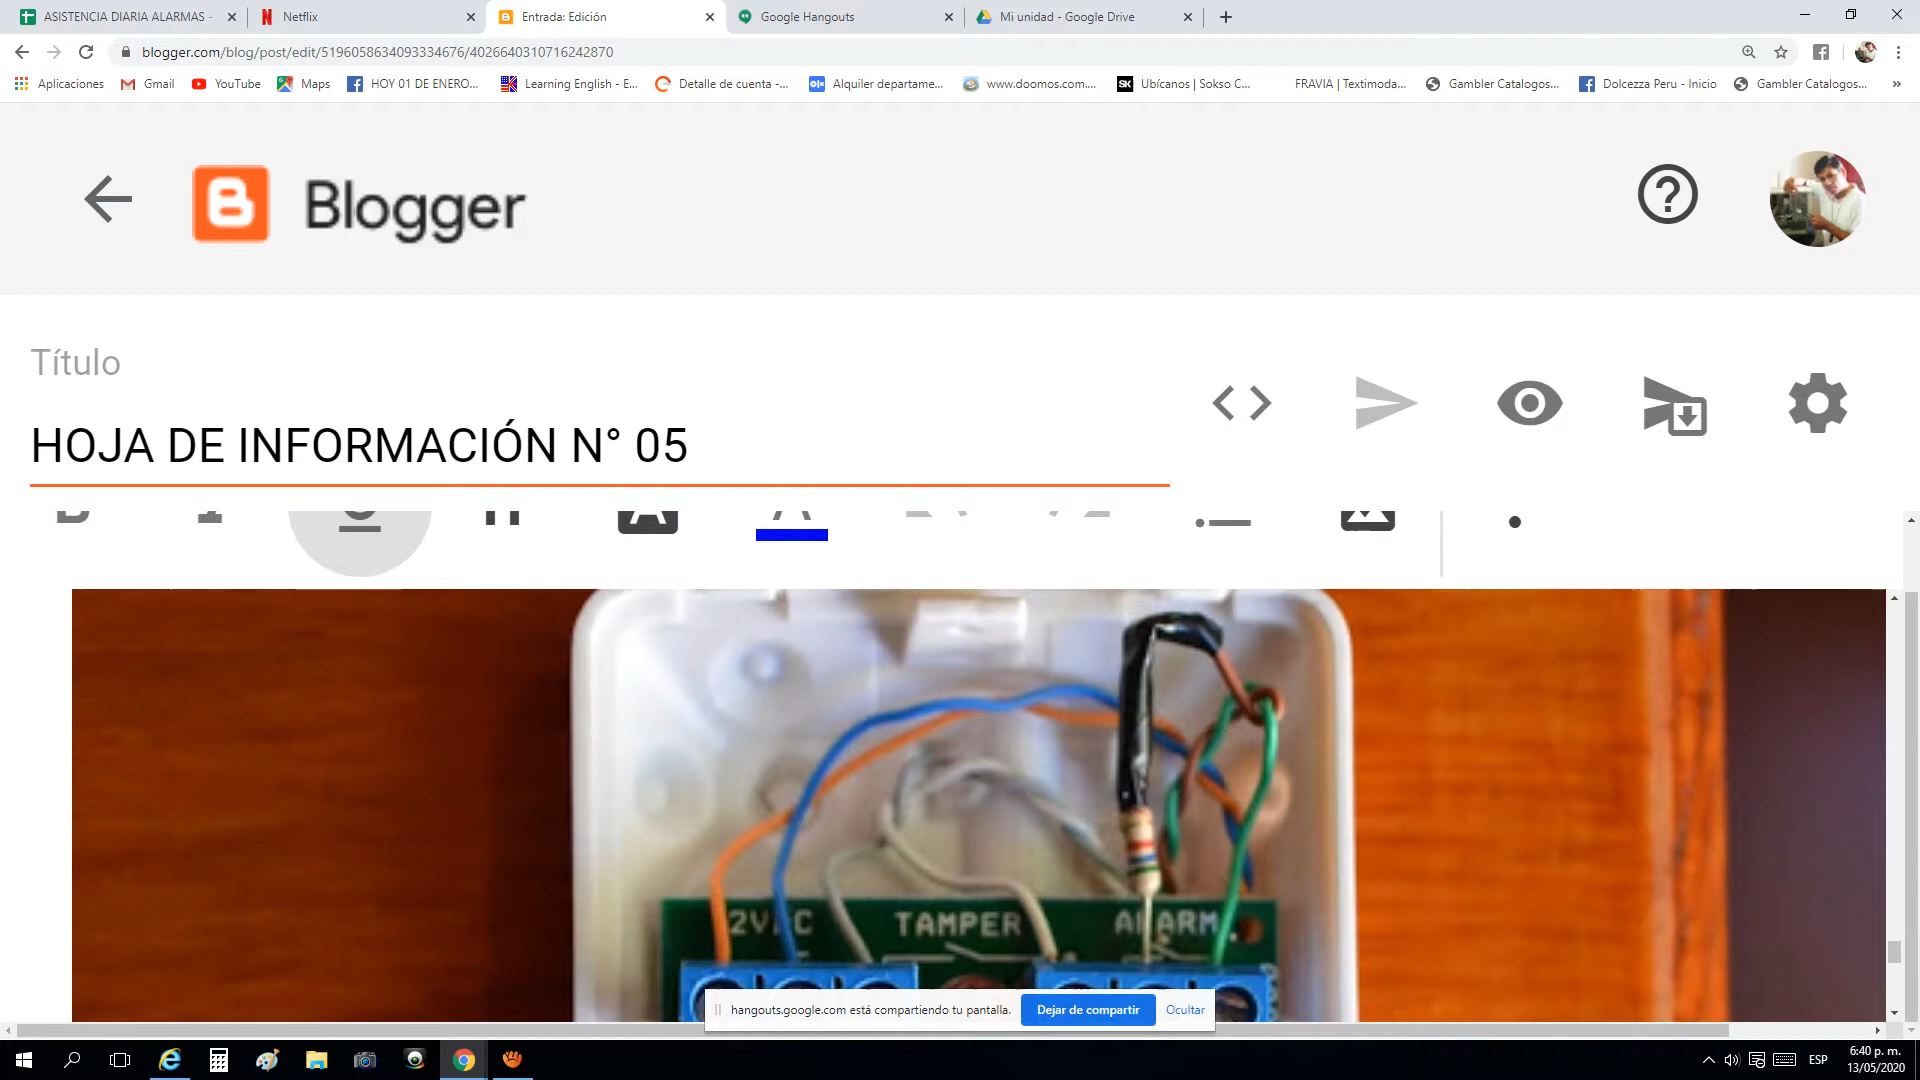 ASISTENCIA DIARIA ALARMAS -
Netflix
Entrada: Edición
Google Hangouts
Mi unidad - Google Drive
blogger.com/blog/post/edit/5196058634093334676/4026640310716242870
Aplicaciones
Gmail
YouTube
Maps
HOY 01 DE ENERO...
Learning English - E...
Detalle de cuenta -...
Alquiler departame...
www.doomos.com....
SK
Ubícanos | Sokso C...
FRAVIA | Textimoda...
Gambler Catalogos...
Dolcezza Peru - Inicio
Gambler Catalogos...
Blogger
Título
HOJA DE INFORMACIÓN N° 05
TAMPER
ALARM
hangouts.google.com está compartiendo tu pantalla.
Dejar de compartir
Ocultar
ESP
6:40 p. m.
13/05/2020